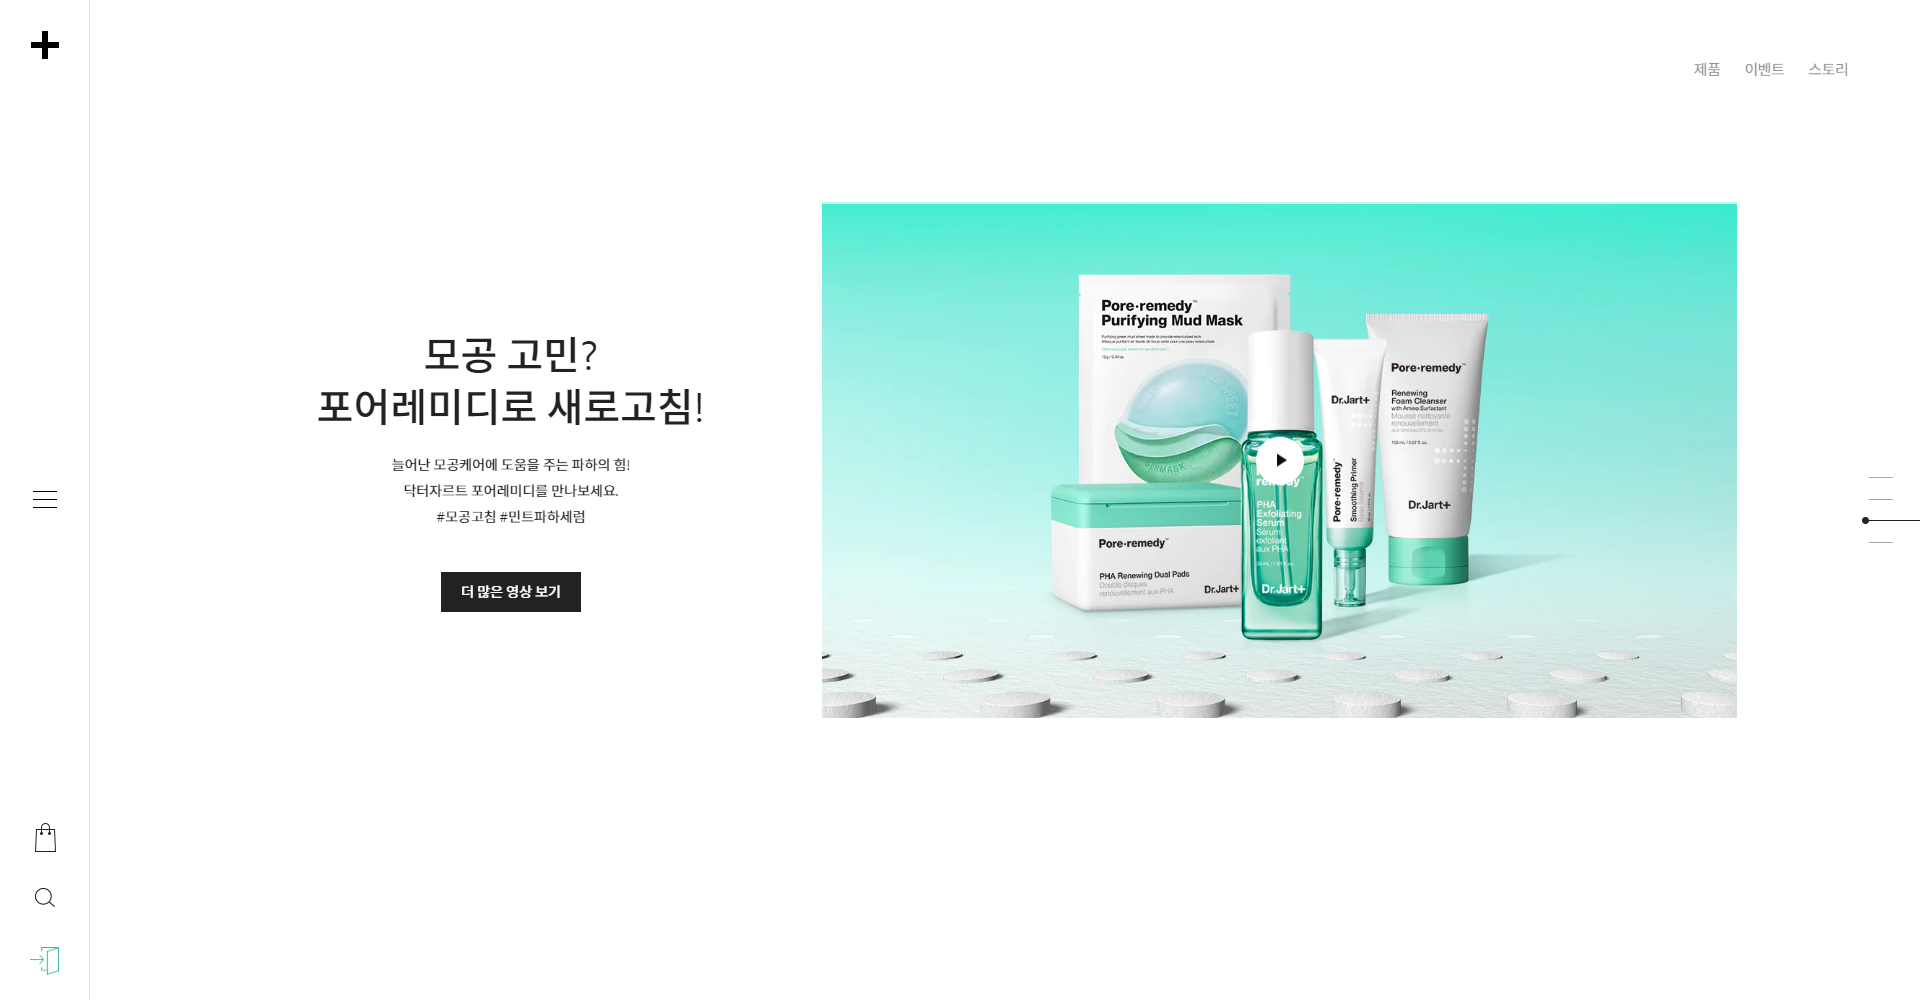 제품 이벤트 스토리
모공 고민?
포어레미디로 새로고침!
늘어난 모공케어에 도움을 주는 파하의 힘!
닥터자르트 포어레미디를 만나보세요.
#모공고침 #민트파하세럼
더 많은 영상 보기
Pore·remedy™
Purifying Mud Mask
Dr.Jart+
Pore·remedy™
Smoothing Primer
Pore·remedy™
Renewing
Foam Cleanser
with Amino Surfactant
Mousse nettoyante
renouvellement
aux tensioactifs aminés
Dr.Jart+
PHA
Exfoliating
Serum
Sérum
exfoliant
aux PHA
Dr.Jart+
Pore·remedy™
PHA Renewing Dual Pads
Double disques
renouvellement aux PHA
Dr.Jart+